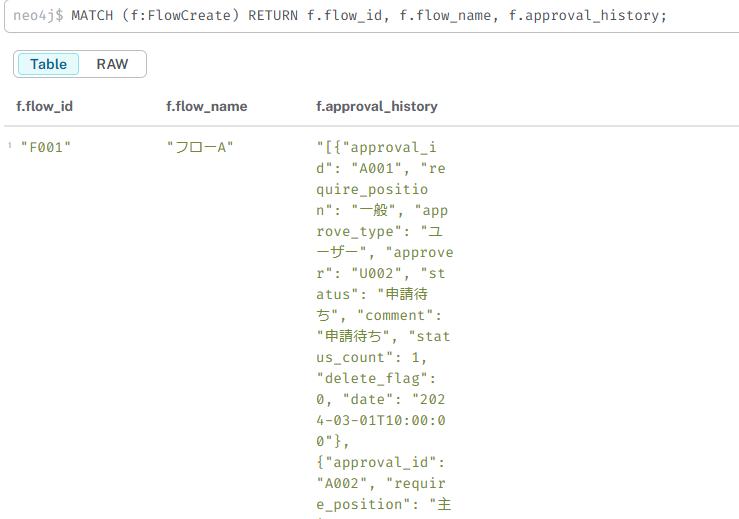 neo4j$ MATCH (f:FlowCreate) RETURN f.flow_id, f.flow_name, f.approval_history;
Table RAW
f.flow_id f.flow_name f.approval_history
1 "F001" "フローA" "[{"approval_i
d": "A001", "re
quire_positio
n": "一般", "app
rove_type": "ユ
ーザー", "approve
r": "U002", "st
atus": "申請待
ち", "comment":
"申請待ち", "stat
us_count": 1,
"delete_flag":
0, "date": "202
4-03-01T10:00:0
0"},
{"approval_id":
"A002", "requir
e_position": "主